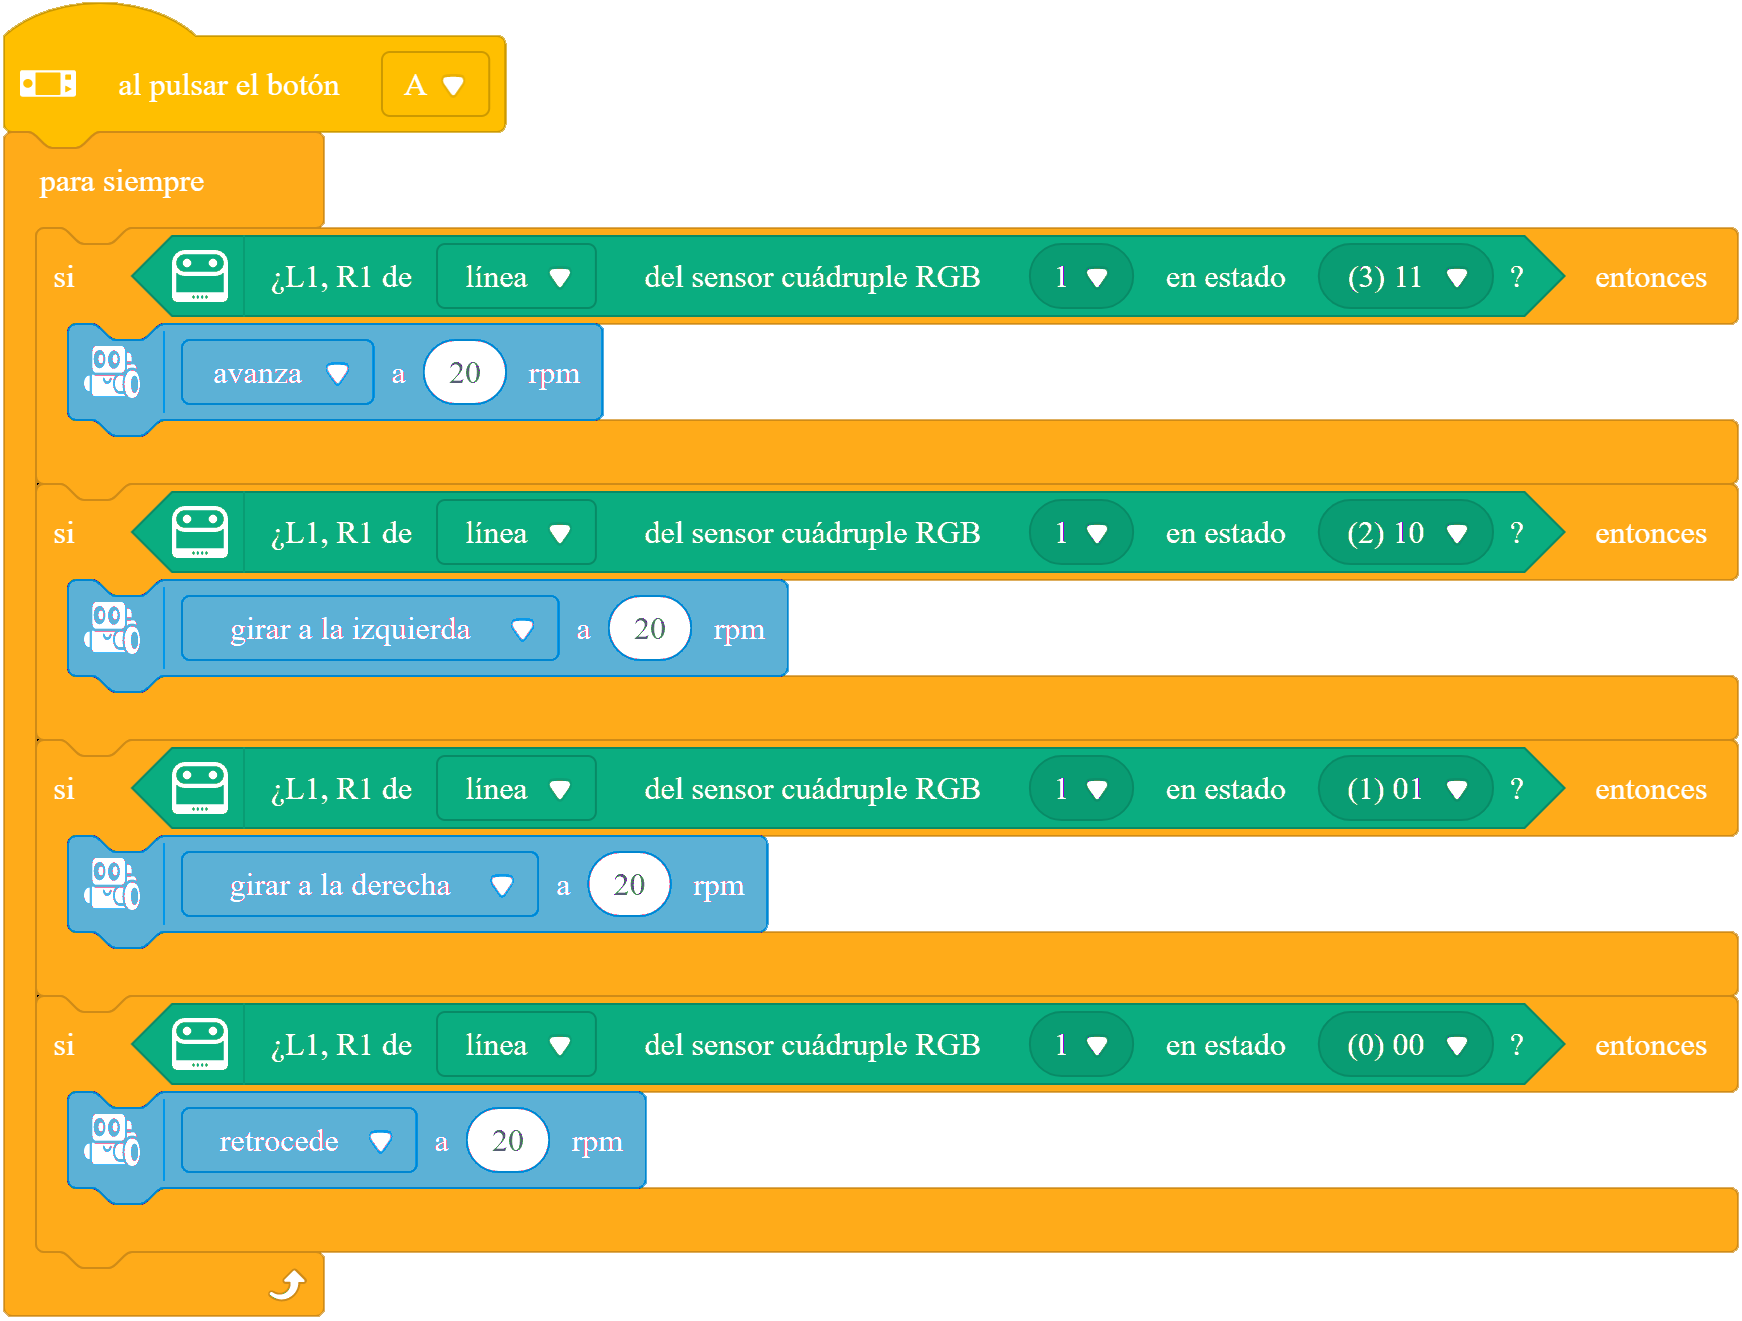 al pulsar el botón A
para siempre
si ¿L1, R1 de línea del sensor cuádruple RGB 1 en estado (3) 11 ? entonces
avanza a 20 rpm
si ¿L1, R1 de línea del sensor cuádruple RGB 1 en estado (2) 10 ? entonces
girar a la izquierda a 20 rpm
si ¿L1, R1 de línea del sensor cuádruple RGB 1 en estado (1) 01 ? entonces
girar a la derecha a 20 rpm
si ¿L1, R1 de línea del sensor cuádruple RGB 1 en estado (0) 00 ? entonces
retrocede a 20 rpm